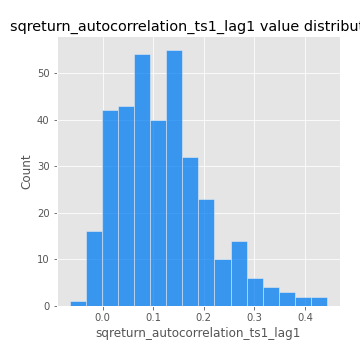 sqreturn_autocorrelation_ts1_lag1 value distribut
50
40
30
20
10
0
Count
0.0 0.1 0.2 0.3 0.4
sqreturn_autocorrelation_ts1_lag1